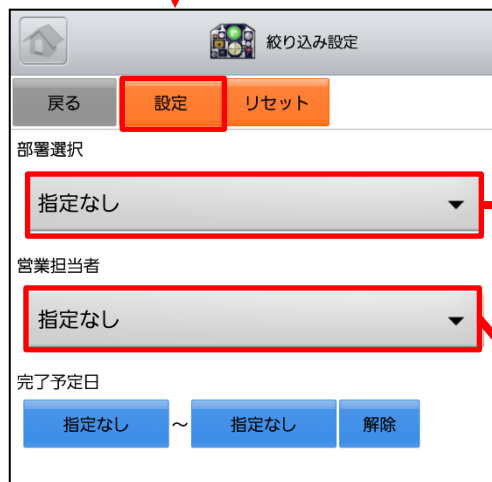 絞り込み設定
戻る 設定 リセット
部署選択
指定なし
営業担当者
指定なし
完了予定日
指定なし ～ 指定なし 解除